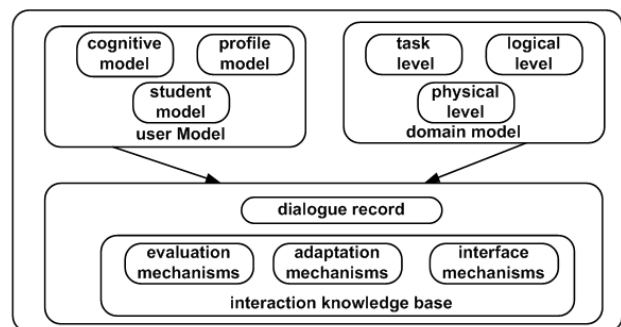 cognitive
model
profile
model
student
model
user Model
task
level
logical
level
physical
level
domain model
dialogue record
evaluation
mechanisms
adaptation
mechanisms
interface
mechanisms
interaction knowledge base